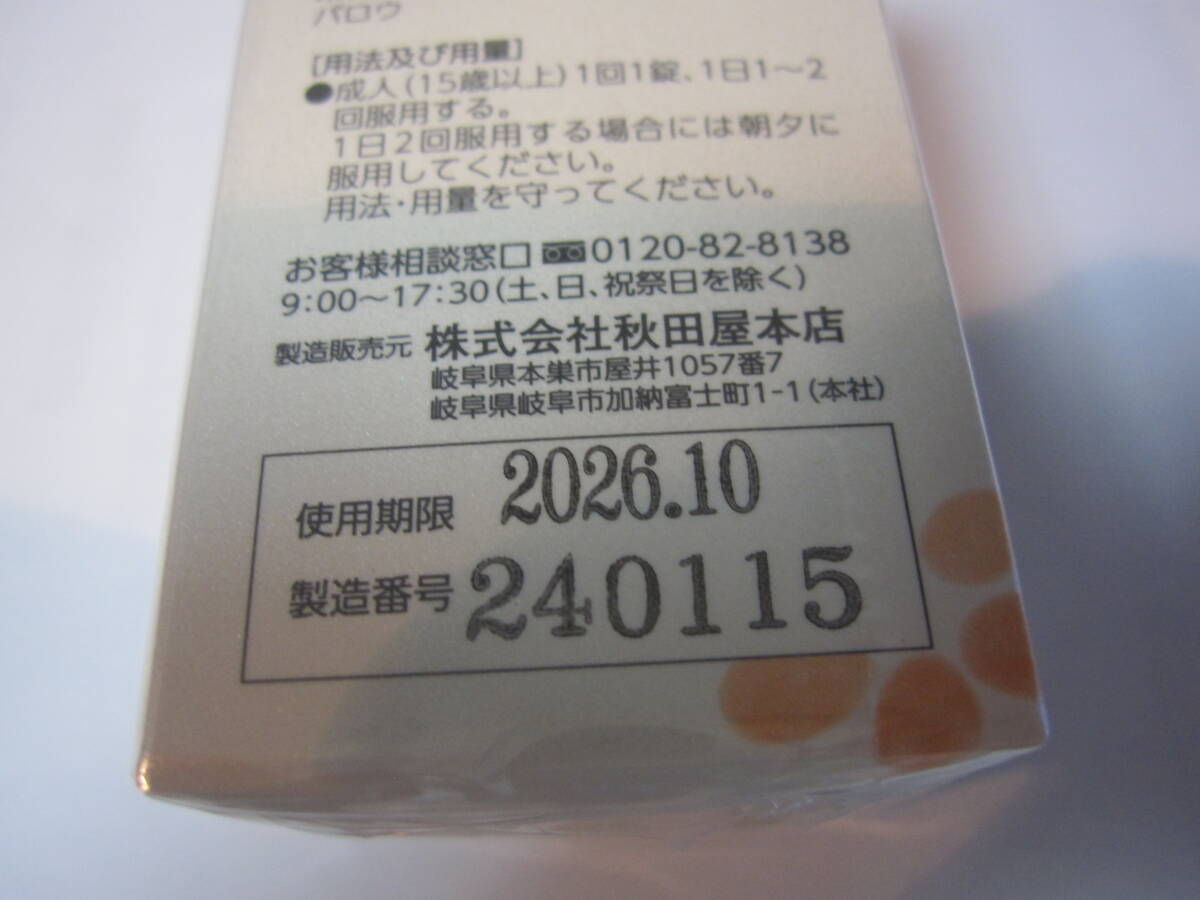 バロウ
[用法及び用量]
●成人(15歳以上)1回1錠、1日1〜2
回服用する。
1日2回服用する場合には朝夕に
服用してください。
用法・用量を守ってください。
お客様相談窓口 0120-82-8138
9:00〜17:30(土、日、祝祭日を除く)
製造販売元 株式会社秋田屋本店
岐阜県本巣市屋井1057番7
岐阜県岐阜市加納富士町1-1(本社)
使用期限 2026.10
製造番号 240115